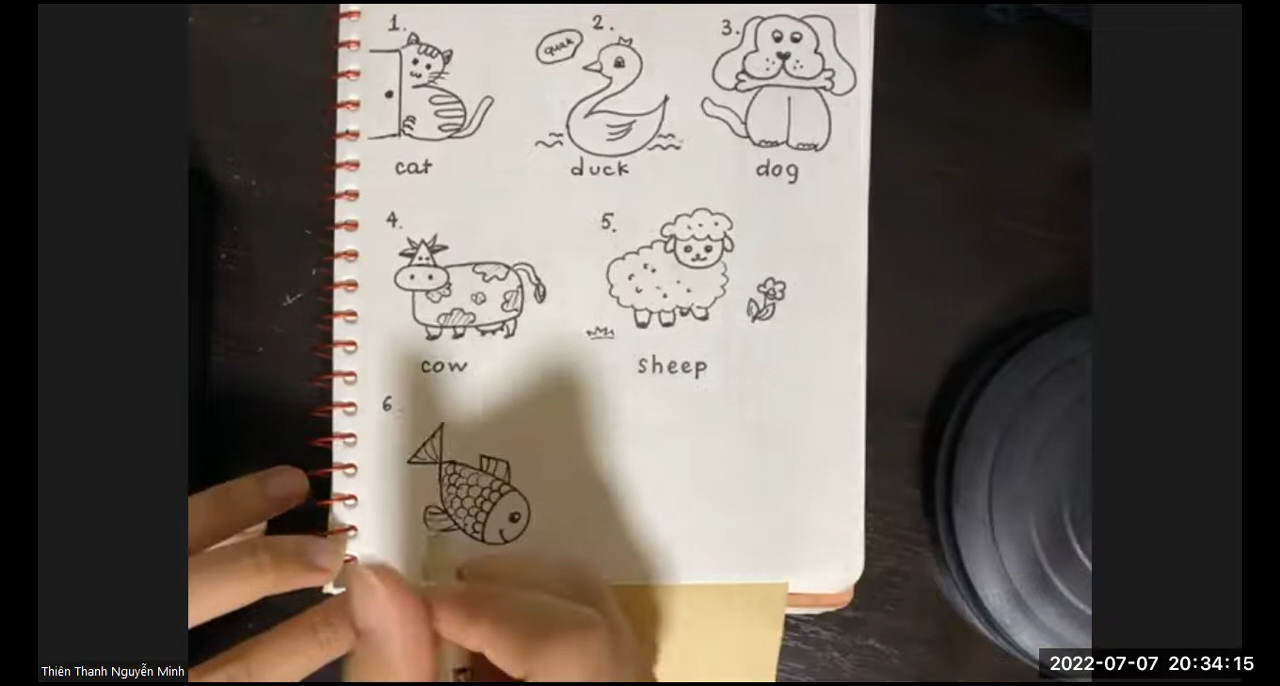 1.
2.
quak
3.
cat
duck
dog
4.
5.
cow
sheep
6.
Thiên Thanh Nguyễn Minh
2022-07-07 20:34:15